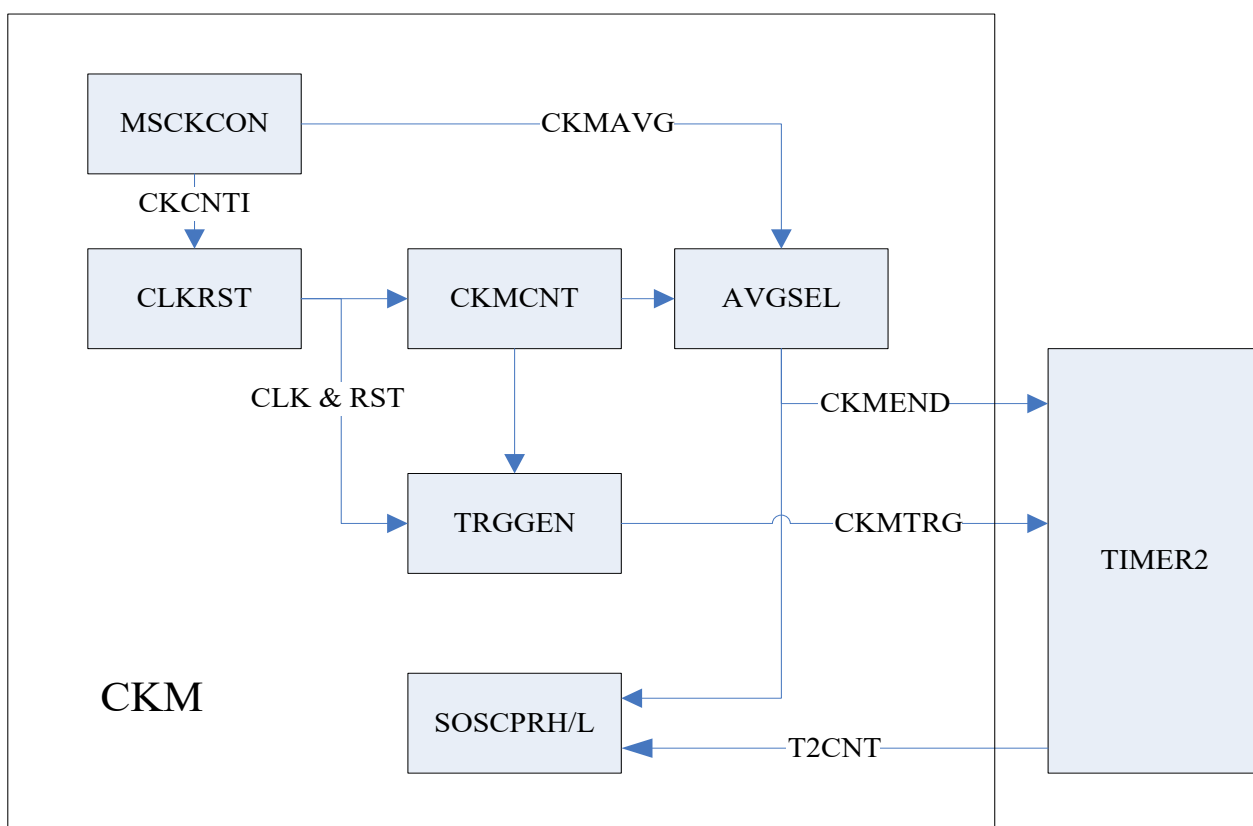 MSCKCON
CKMAVG
CKCNTI
CLKRST
CKMCNT
AVGSEL
CLK & RST
CKMEND
TRGGEN
CKMTRG
TIMER2
CKM
SOSCPRH/L
T2CNT